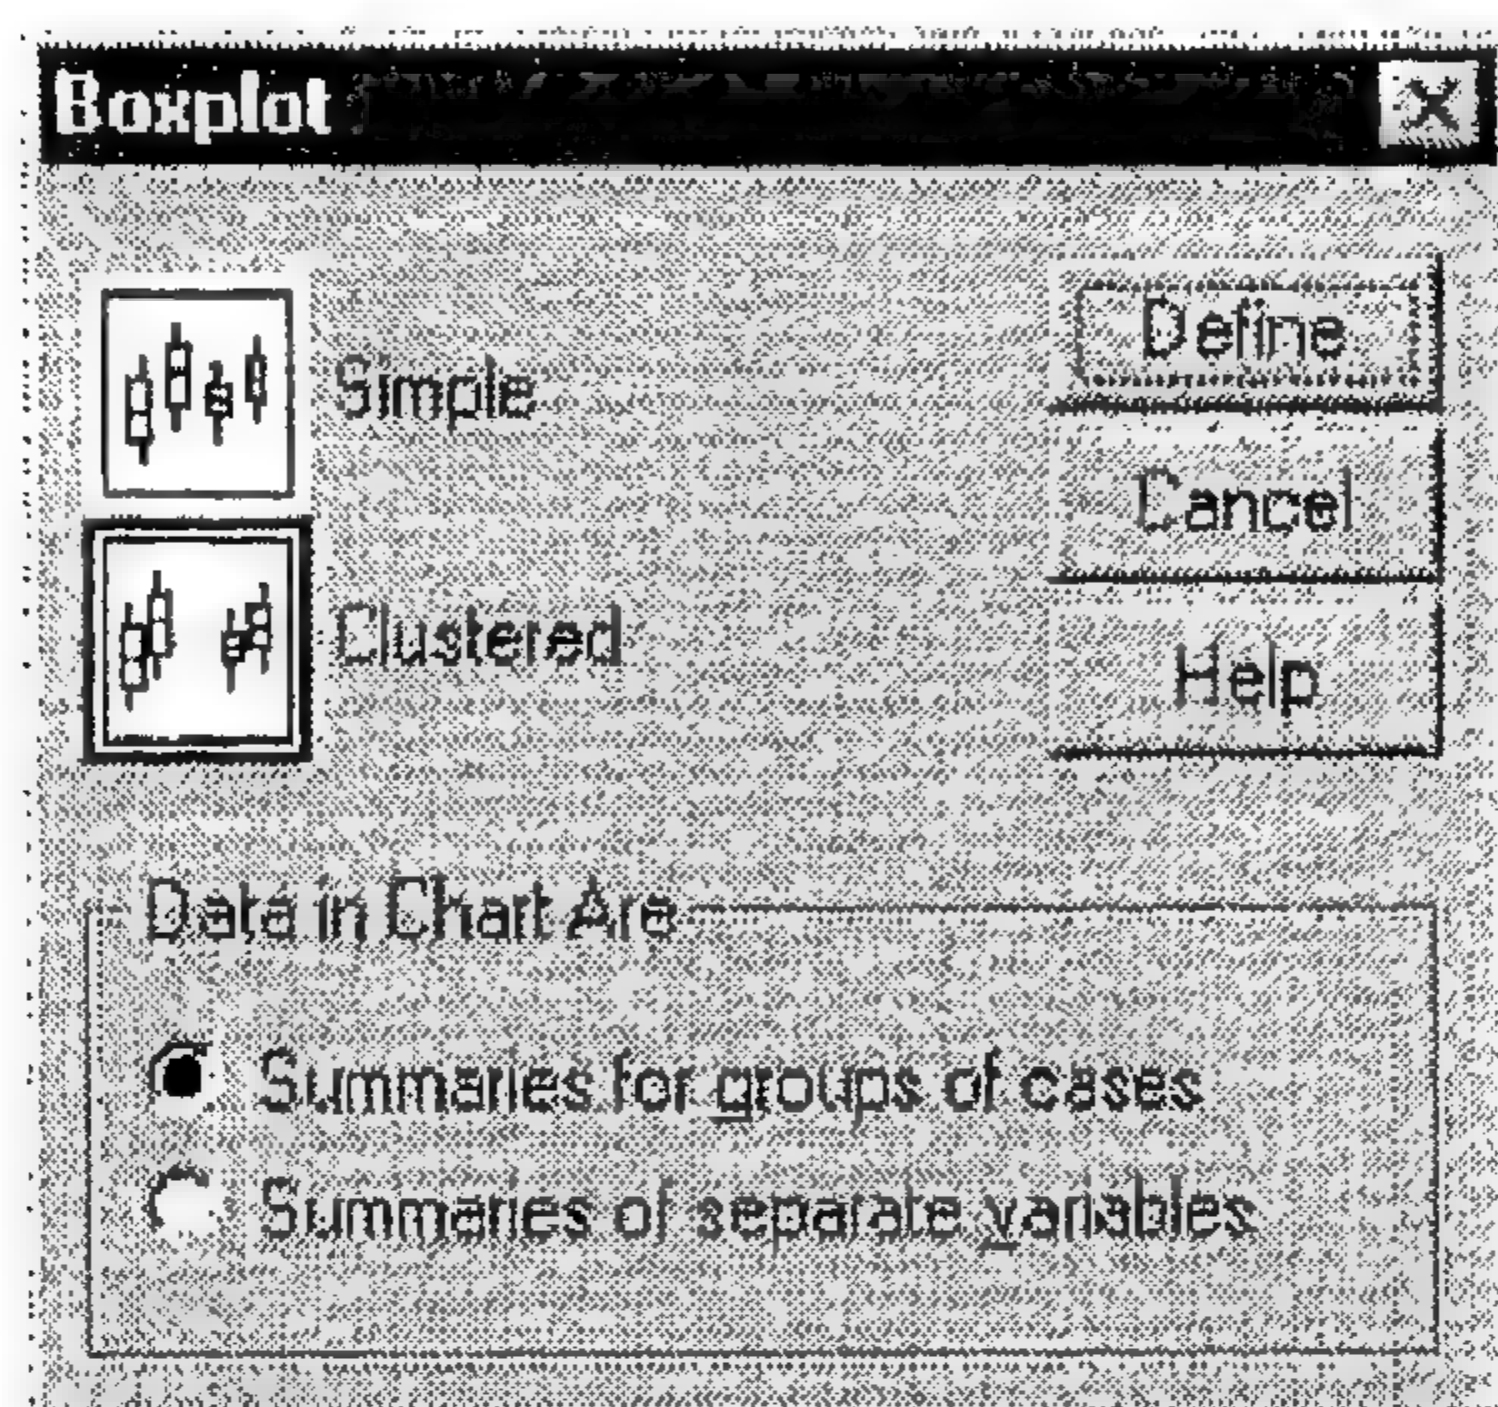 Boxplot
Simple
Define
Cancel
Clustered
Help
Data in Chart Are
Summaries for groups of cases
Summaries of separate variables